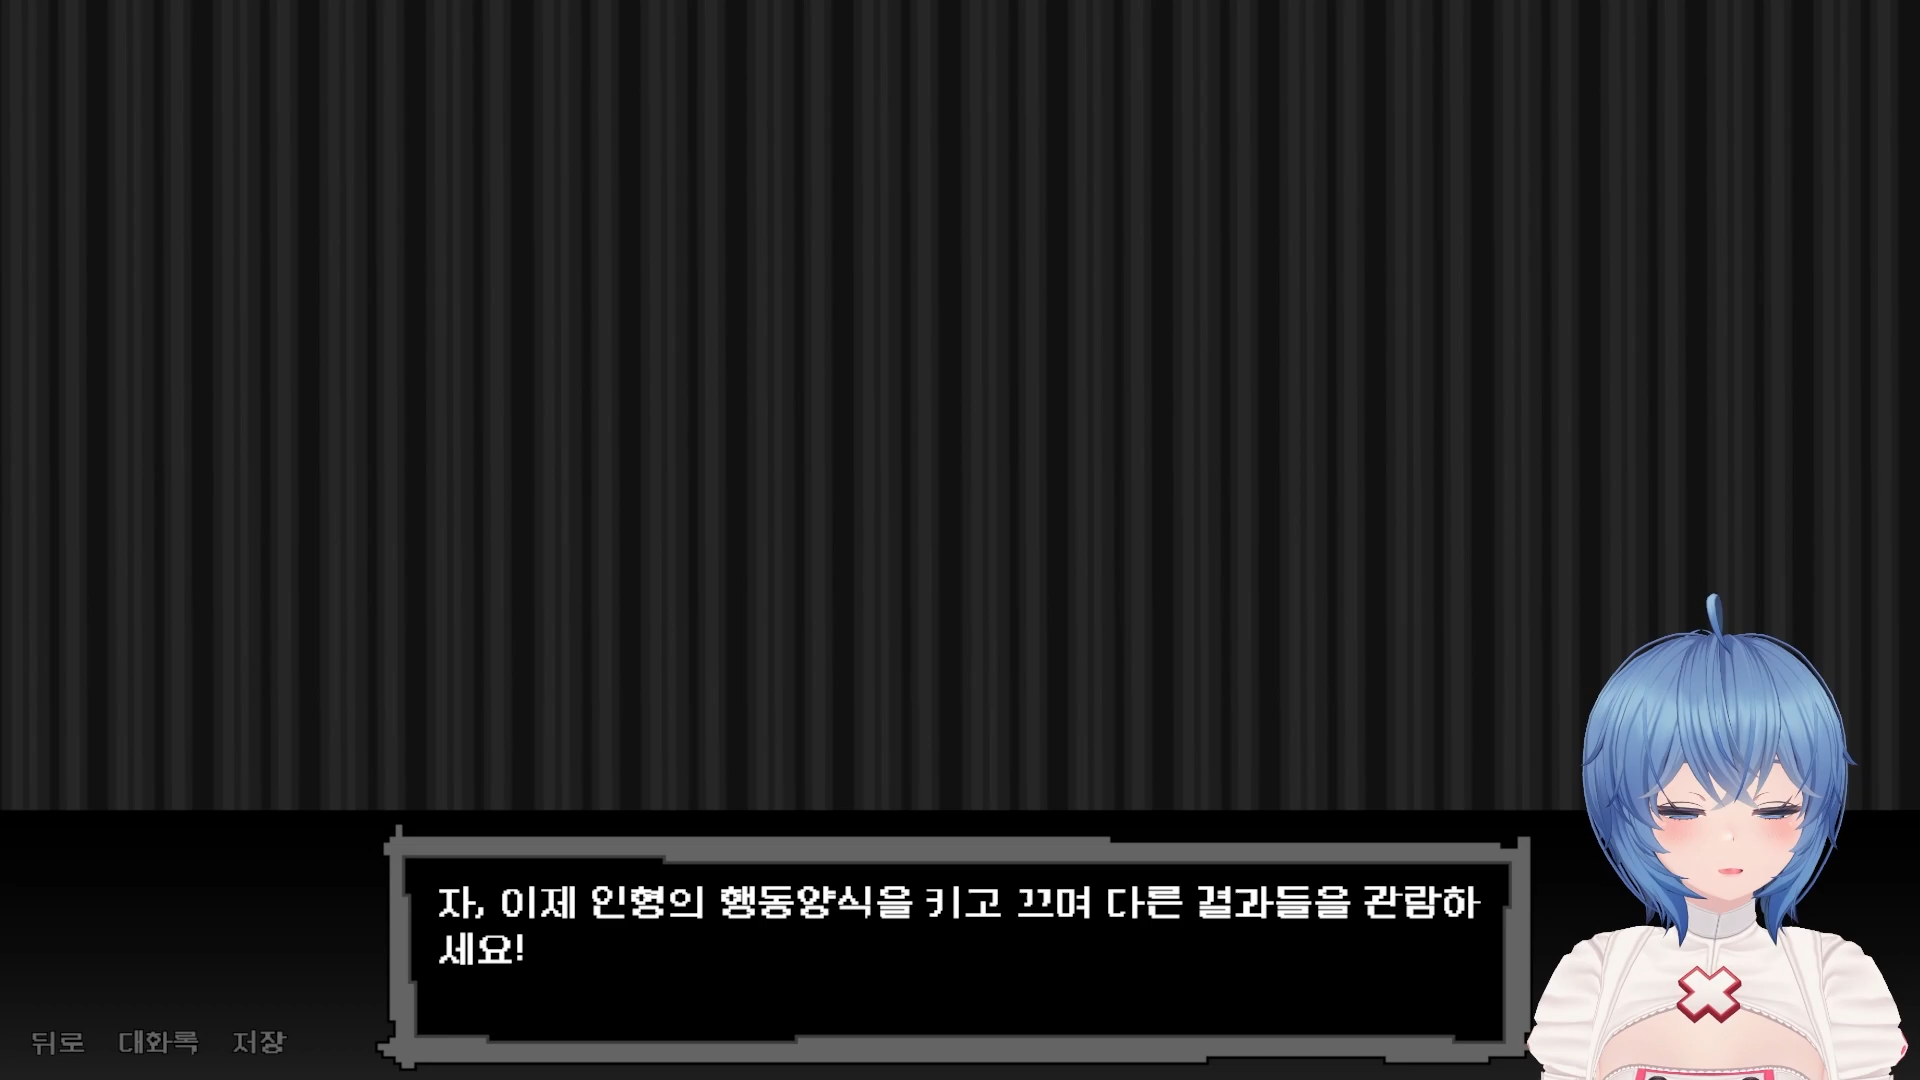 자, 이제 인형의 행동양식을 키고 끄며 다른 결과들을 관람하
세요!
뒤로 대화록 저장